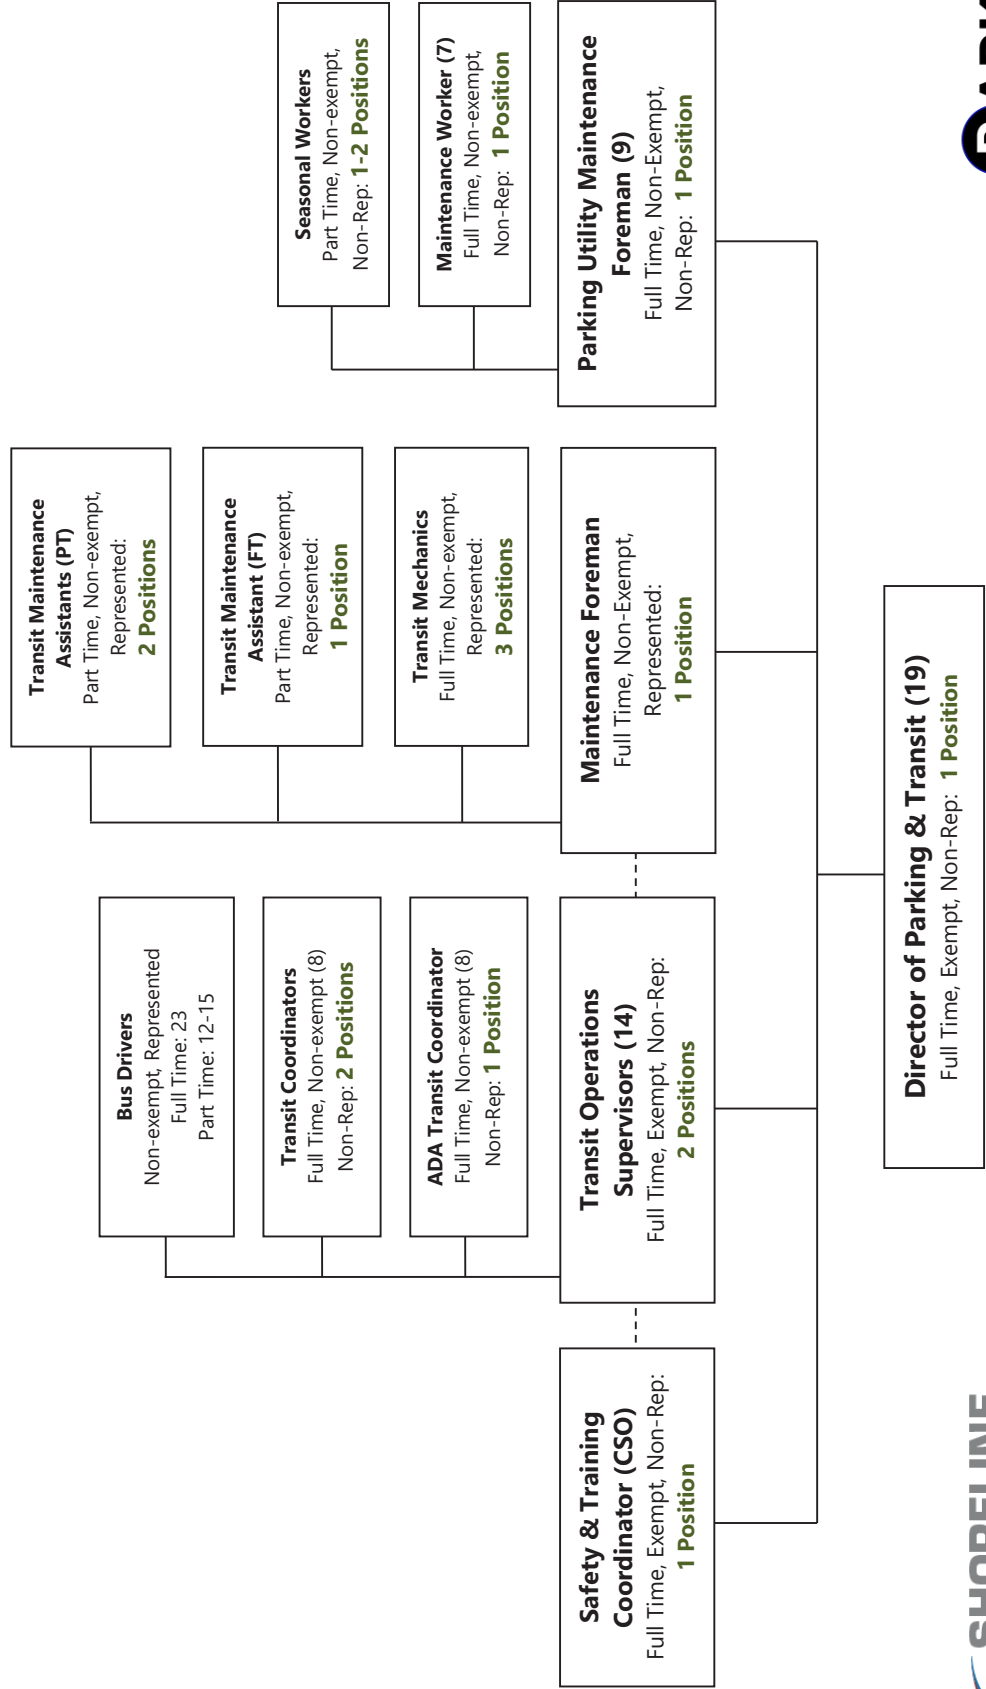 Bus Drivers
Non-exempt, Represented
Full Time: 23
Part Time: 12-15
Transit Coordinators
Full Time, Non-exempt (8)
Non-Rep: 2 Positions
ADA Transit Coordinator
Full Time, Non-exempt (8)
Non-Rep: 1 Position
Transit Maintenance
Assistants (PT)
Part Time, Non-exempt,
Represented:
2 Positions
Transit Maintenance
Assistant (FT)
Part Time, Non-exempt,
Represented:
1 Position
Transit Mechanics
Full Time, Non-exempt,
Represented:
3 Positions
Seasonal Workers
Part Time, Non-exempt,
Non-Rep: 1-2 Positions
Maintenance Worker (7)
Full Time, Non-exempt,
Non-Rep: 1 Position
Safety & Training
Coordinator (CSO)
Full Time, Exempt, Non-Rep:
1 Position
Transit Operations
Supervisors (14)
Full Time, Exempt, Non-Rep:
2 Positions
Maintenance Foreman
Full Time, Non-Exempt,
Represented:
1 Position
Parking Utility Maintenance
Foreman (9)
Full Time, Non-Exempt,
Non-Rep: 1 Position
Director of Parking & Transit (19)
Full Time, Exempt, Non-Rep: 1 Position
SHORELINE